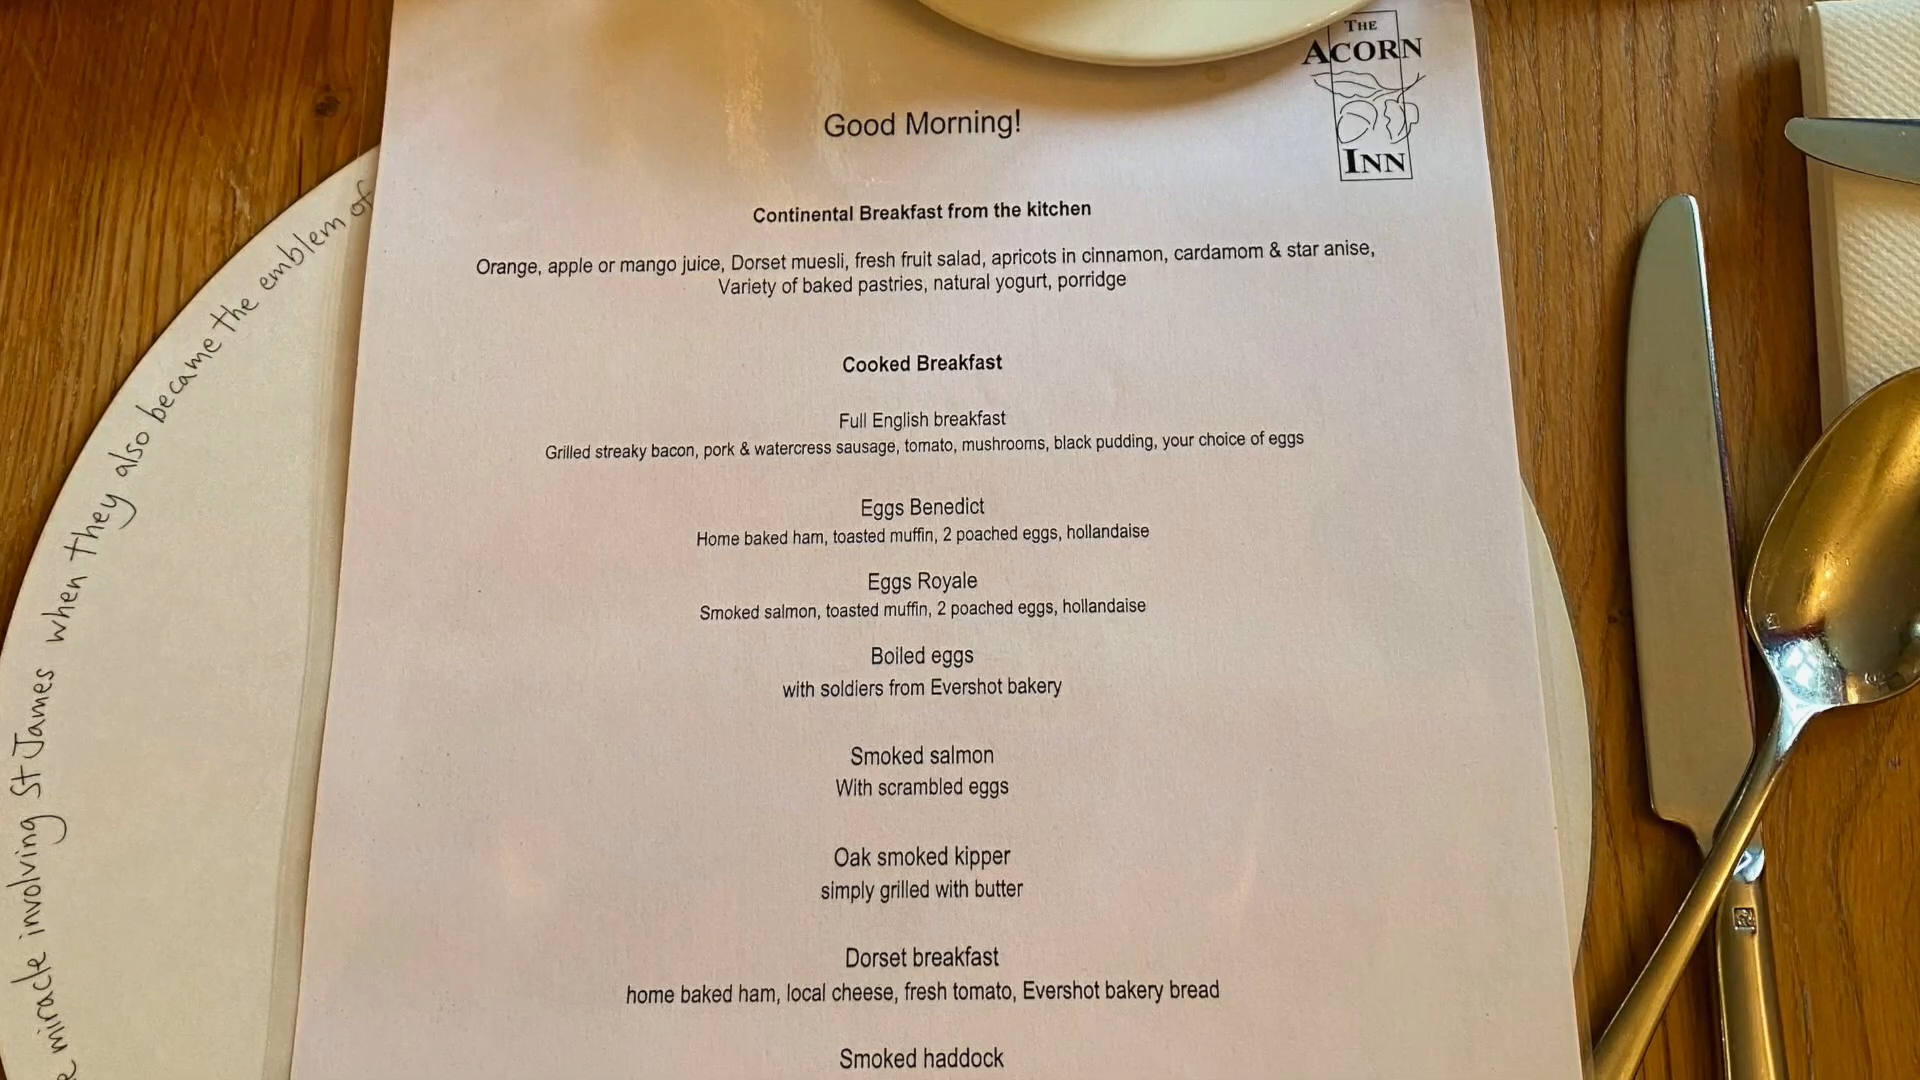 THE
ACORN
INN
Good Morning!
Continental Breakfast from the kitchen
Orange, apple or mango juice, Dorset muesli, fresh fruit salad, apricots in cinnamon, cardamom & star anise,
Variety of baked pastries, natural yogurt, porridge
Cooked Breakfast
Full English breakfast
Grilled streaky bacon, pork & watercress sausage, tomato, mushrooms, black pudding, your choice of eggs
Eggs Benedict
Home baked ham, toasted muffin, 2 poached eggs, hollandaise
Eggs Royale
Smoked salmon, toasted muffin, 2 poached eggs, hollandaise
Boiled eggs
with soldiers from Evershot bakery
Smoked salmon
With scrambled eggs
Oak smoked kipper
simply grilled with butter
Dorset breakfast
home baked ham, local cheese, fresh tomato, Evershot bakery bread
Smoked haddock
miracle involving St James when they also became the emblem of